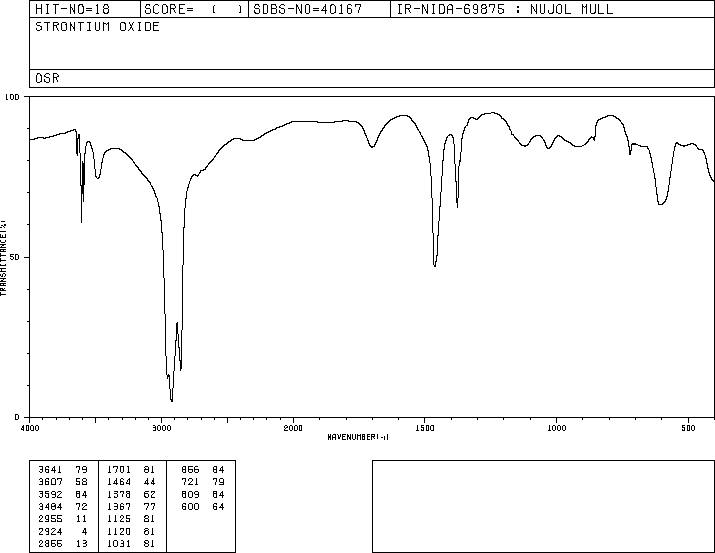 HIT-NO=18 SCORE= ( ) SDBS-NO=40167 IR-NIDA-69875 : NUJOL MULL
STRONTIUM OXIDE
OSR
100
50
0
TRANSMITTANCE(%)
4000 3000 2000 1500 1000 500
WAVENUMBER(-1)
3641 79 1701 81 856 84
3607 58 1464 44 721 79
3592 64 1378 62 609 64
3484 72 1367 77 600 64
2955 11 1125 81
2924 4 1120 81
2855 13 1031 81